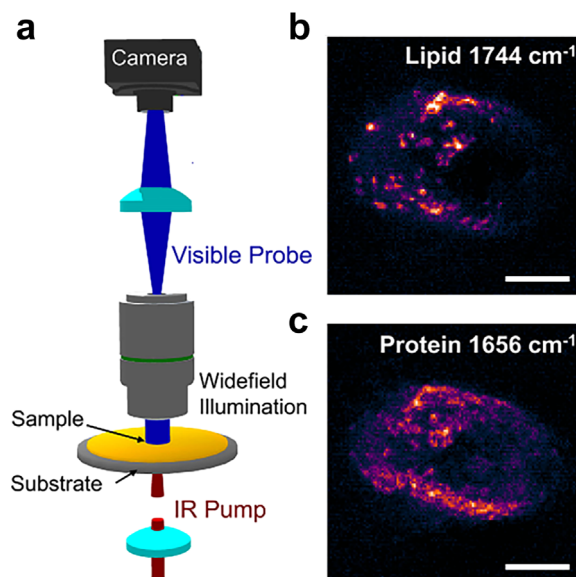 a
Camera
Visible Probe
Widefield
Illumination
Sample
Substrate
IR Pump
b
Lipid 1744 cm⁻¹
c
Protein 1656 cm⁻¹